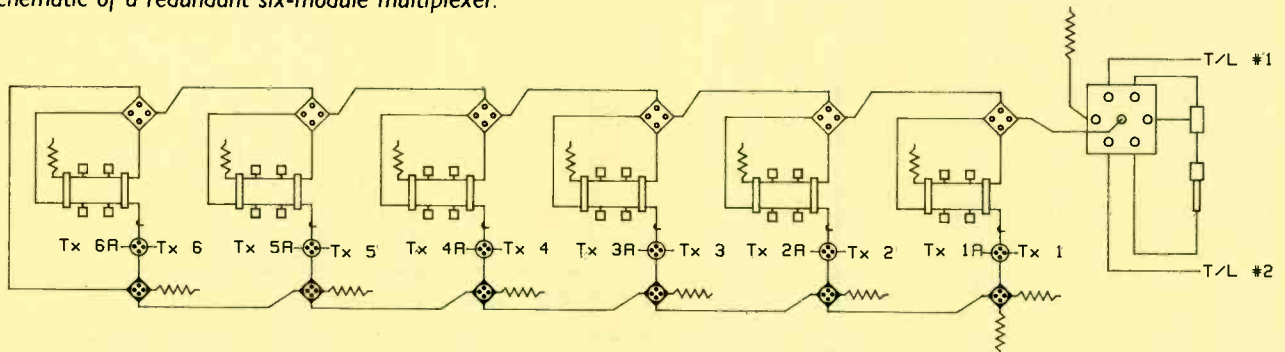 schematic of a redundant six-module multiplexer.
T/L #1
Tx 6A Tx 6 Tx 5A Tx 5 Tx 4A Tx 4 Tx 3A Tx 3 Tx 2A Tx 2 Tx 1A Tx 1
T/L #2